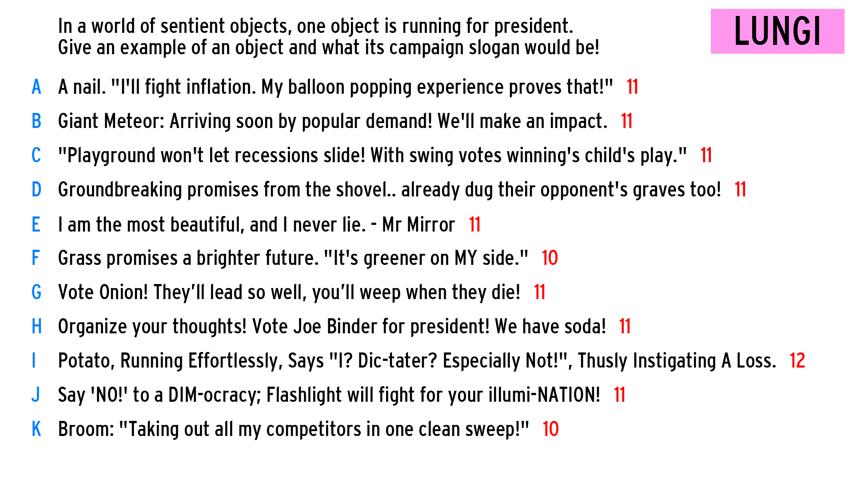 In a world of sentient objects, one object is running for president.
Give an example of an object and what its campaign slogan would be!
LUNGI
A A nail. "I'll fight inflation. My balloon popping experience proves that!" 11
B Giant Meteor: Arriving soon by popular demand! We'll make an impact. 11
C "Playground won't let recessions slide! With swing votes winning's child's play." 11
D Groundbreaking promises from the shovel.. already dug their opponent's graves too! 11
E I am the most beautiful, and I never lie. - Mr Mirror 11
F Grass promises a brighter future. "It's greener on MY side." 10
G Vote Onion! They’ll lead so well, you’ll weep when they die! 11
H Organize your thoughts! Vote Joe Binder for president! We have soda! 11
I Potato, Running Effortlessly, Says "I? Dic-tater? Especially Not!", Thusly Instigating A Loss. 12
J Say 'NO!' to a DIM-ocracy; Flashlight will fight for your illumi-NATION! 11
K Broom: "Taking out all my competitors in one clean sweep!" 10